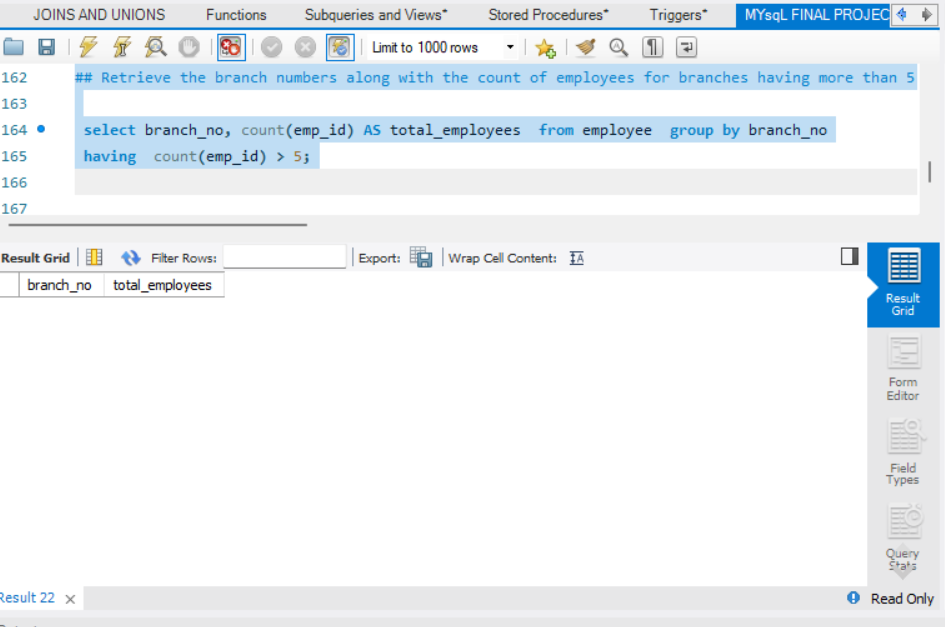 JOINS AND UNIONS Functions Subqueries and Views* Stored Procedures* Triggers* MYsqL FINAL PROJEC
Limit to 1000 rows
162 ## Retrieve the branch numbers along with the count of employees for branches having more than 5
163
164 select branch_no, count(emp_id) AS total_employees from employee group by branch_no
165 having count(emp_id) > 5;
166
167
Result Grid Filter Rows: Export: Wrap Cell Content: IA
branch_no total_employees
Result
Grid
Form
Editor
Field
Types
Query
Stats
Result 22 × Read Only